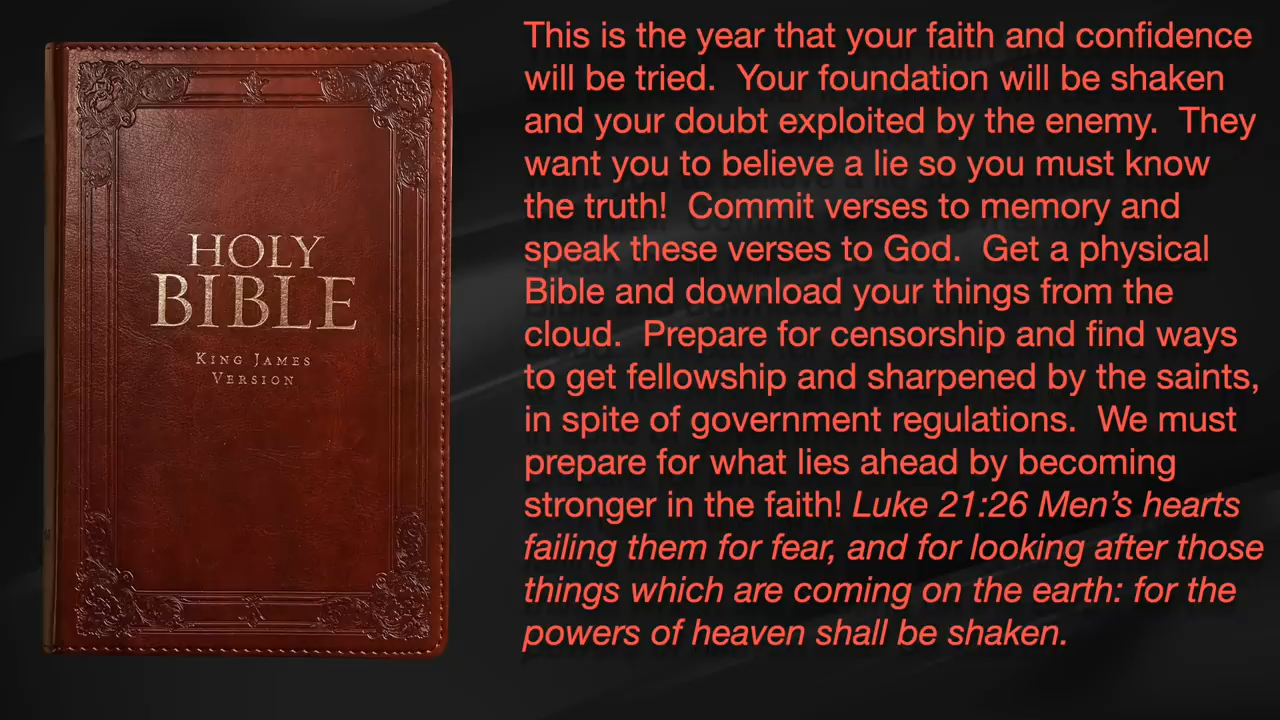 HOLY
BIBLE
KING JAMES
VERSION
This is the year that your faith and confidence
will be tried.  Your foundation will be shaken
and your doubt exploited by the enemy.  They
want you to believe a lie so you must know
the truth!  Commit verses to memory and
speak these verses to God.  Get a physical
Bible and download your things from the
cloud.  Prepare for censorship and find ways
to get fellowship and sharpened by the saints,
in spite of government regulations.  We must
prepare for what lies ahead by becoming
stronger in the faith! Luke 21:26 Men’s hearts
failing them for fear, and for looking after those
things which are coming on the earth: for the
powers of heaven shall be shaken.